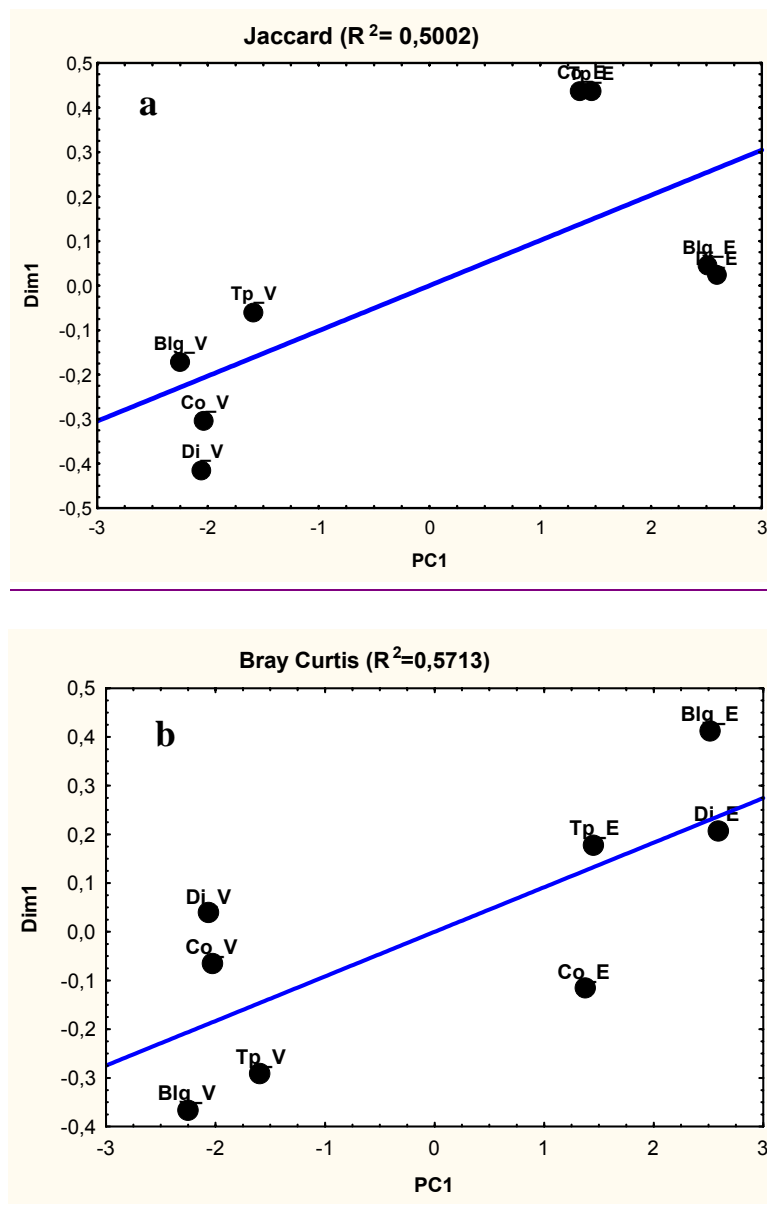 Jaccard (R²= 0,5002)
a
0,5
0,4
0,3
0,2
0,1
0,0
-0,1
-0,2
-0,3
-0,4
-0,5
Dim1
Co_E
Tp_E
Blg_E
Di_E
Tp_V
Blg_V
Co_V
Di_V
-3 -2 -1 0 1 2 3
PC1
Bray Curtis (R²=0,5713)
b
0,5
0,4
0,3
0,2
0,1
0,0
-0,1
-0,2
-0,3
-0,4
Dim1
Blg_E
Di_E
Tp_E
Di_V
Co_V
Co_E
Tp_V
Blg_V
-3 -2 -1 0 1 2 3
PC1